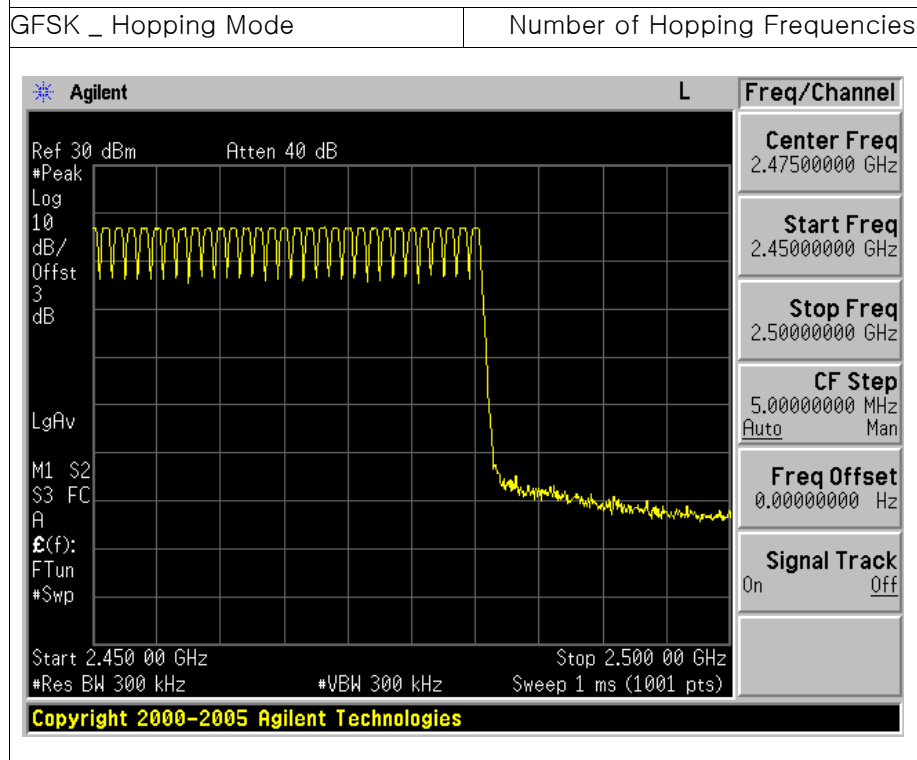 GFSK _ Hopping Mode
Number of Hopping Frequencies
Agilent
L
Freq/Channel
Ref 30 dBm
Atten 40 dB
#Peak
Log
10
dB/
Offst
3
dB
LgAv
M1 S2
S3 FC
A
£(f):
FTun
#Swp
Start 2.450 00 GHz
Stop 2.500 00 GHz
#Res BW 300 kHz
#VBW 300 kHz
Sweep 1 ms (1001 pts)
Center Freq
2.47500000 GHz
Start Freq
2.45000000 GHz
Stop Freq
2.50000000 GHz
CF Step
5.00000000 MHz
Auto Man
Freq Offset
0.00000000 Hz
Signal Track
On Off
Copyright 2000-2005 Agilent Technologies